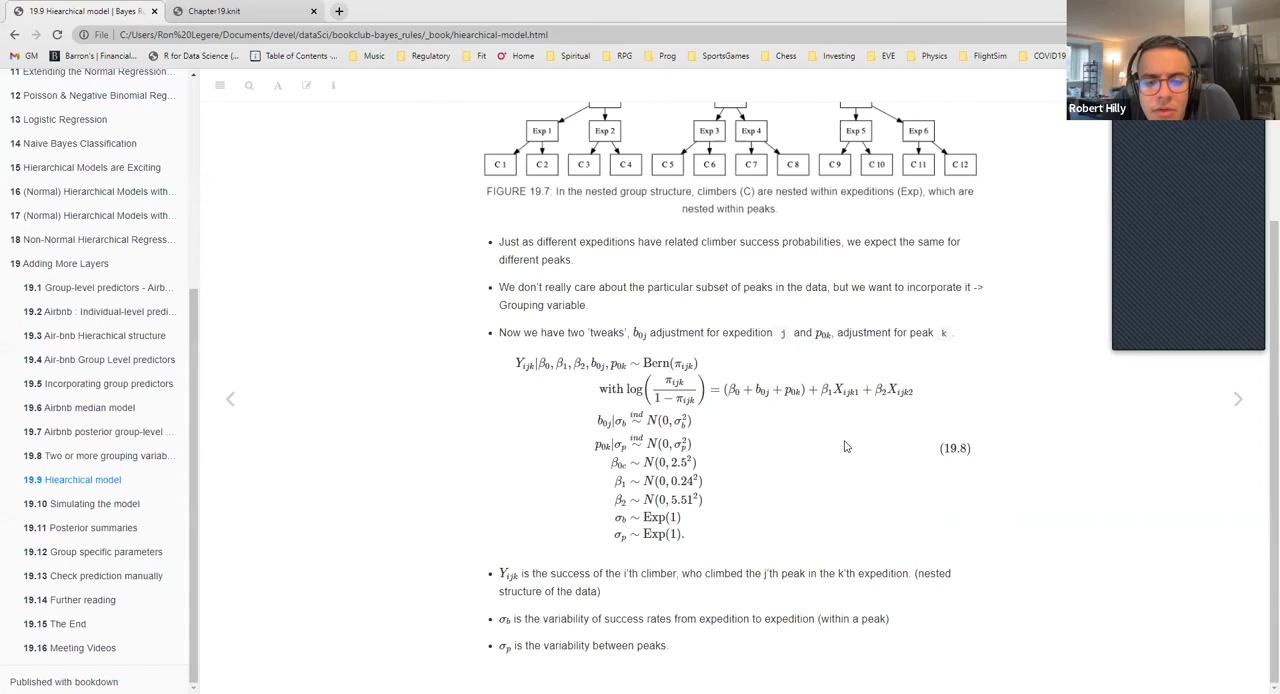 19.9 Hiearchical model | Bayes R
Chapter19.knit
File
C:/Users/Ron%20Legere/Documents/devel/dataSci/bookclub-bayes_rules/_book/hiearchical-model.html
GM
Barron's | Financial...
R for Data Science (...
Table of Contents -...
Music
Regulatory
Fit
Home
Spiritual
RPG
Prog
SportsGames
Chess
Investing
EVE
Physics
FlightSim
COVID19
Robert Hilly
11 Extending the Normal Regression...
12 Poisson & Negative Binomial Reg...
13 Logistic Regression
14 Naive Bayes Classification
15 Hierarchical Models are Exciting
16 (Normal) Hierarchical Models with...
17 (Normal) Hierarchical Models with...
18 Non-Normal Hierarchical Regress...
19 Adding More Layers
19.1 Group-level predictors - Airb...
19.2 Airbnb : Individual-level predi...
19.3 Air-bnb Hierachical structure
19.4 Air-bnb Group Level predictors
19.5 Incorporating group predictors
19.6 Airbnb median model
19.7 Airbnb posterior group-level ...
19.8 Two or more grouping variab...
19.9 Hiearchical model
19.10 Simulating the model
19.11 Posterior summaries
19.12 Group specific parameters
19.13 Check prediction manually
19.14 Further reading
19.15 The End
19.16 Meeting Videos
Published with bookdown
Exp 1 Exp 2 Exp 3 Exp 4 Exp 5 Exp 6
C 1 C 2 C 3 C 4 C 5 C 6 C 7 C 8 C 9 C 10 C 11 C 12
FIGURE 19.7: In the nested group structure, climbers (C) are nested within expeditions (Exp), which are
nested within peaks.
• Just as different expeditions have related climber success probabilities, we expect the same for
different peaks.
• We don't really care about the particular subset of peaks in the data, but we want to incorporate it ->
Grouping variable.
• Now we have two 'tweaks', b0j adjustment for expedition j and p0k, adjustment for peak k .
Yijk|β0, β1, β2, b0j, p0k ∼ Bern(πijk)
with log(πijk / 1 − πijk) = (β0 + b0j + p0k) + β1Xijk1 + β2Xijk2
b0j|σb ind∼ N(0, σb²)
p0k|σp ind∼ N(0, σp²)
(19.8)
β0c ∼ N(0, 2.5²)
β1 ∼ N(0, 0.24²)
β2 ∼ N(0, 5.51²)
σb ∼ Exp(1)
σp ∼ Exp(1).
• Yijk is the success of the i'th climber, who climbed the j'th peak in the k'th expedition. (nested
structure of the data)
• σb is the variability of success rates from expedition to expedition (within a peak)
• σp is the variability between peaks.